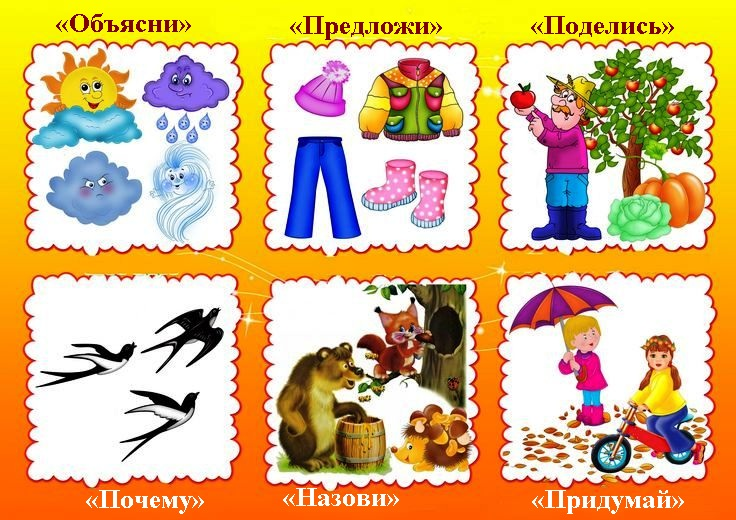 «Объясни»
«Предложи»
«Поделись»
«Почему»
«Назови»
«Придумай»